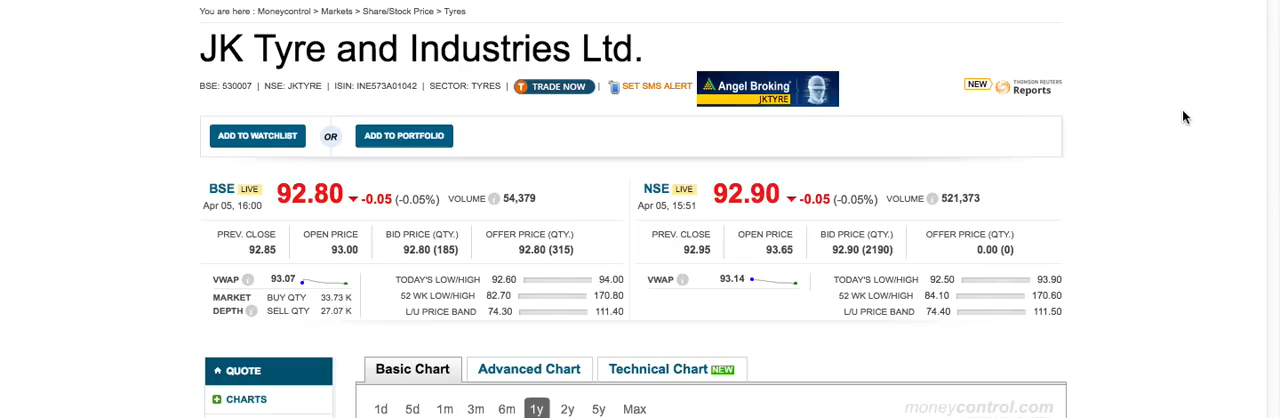 You are here : Moneycontrol > Markets > Share/Stock Price > Tyres
JK Tyre and Industries Ltd.
BSE: 530007 | NSE: JKTYRE | ISIN: INE573A01042 | SECTOR: TYRES | T TRADE NOW | SET SMS ALERT Angel Broking JKTYRE NEW THOMSON REUTERS Reports
ADD TO WATCHLIST OR ADD TO PORTFOLIO
BSE LIVE 92.80 -0.05 (-0.05%) VOLUME i 54,379
Apr 05, 16:00
PREV. CLOSE OPEN PRICE BID PRICE (QTY.) OFFER PRICE (QTY.)
92.85 93.00 92.80 (185) 92.80 (315)
VWAP i 93.07 TODAY'S LOW/HIGH 92.60 94.00
MARKET BUY QTY 33.73 K 52 WK LOW/HIGH 82.70 170.80
DEPTH i SELL QTY 27.07 K L/U PRICE BAND 74.30 111.40
NSE LIVE 92.90 -0.05 (-0.05%) VOLUME i 521,373
Apr 05, 15:51
PREV. CLOSE OPEN PRICE BID PRICE (QTY.) OFFER PRICE (QTY.)
92.95 93.65 92.90 (2190) 0.00 (0)
VWAP i 93.14 TODAY'S LOW/HIGH 92.50 93.90
52 WK LOW/HIGH 84.10 170.60
L/U PRICE BAND 74.40 111.50
QUOTE
CHARTS
Basic Chart Advanced Chart Technical Chart NEW
1d 5d 1m 3m 6m 1y 2y 5y Max moneycontrol.com